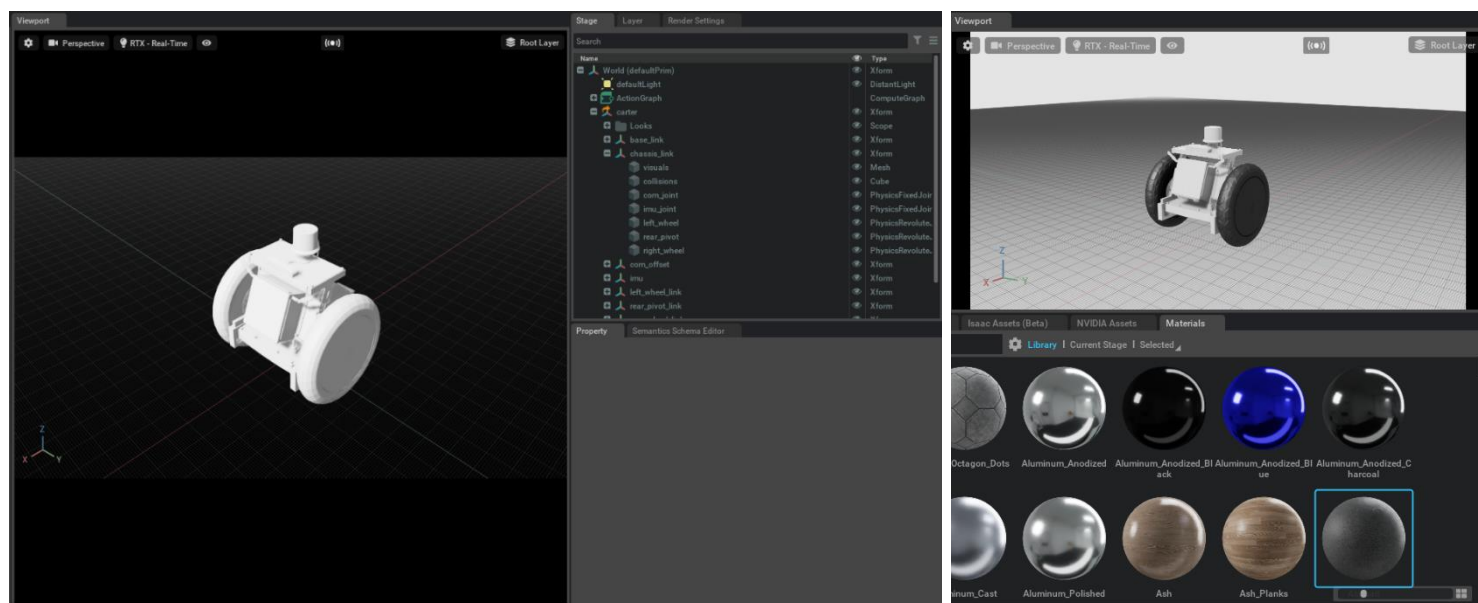 Viewport
Perspective
RTX - Real-Time
Root Layer
Z
X
Y
Stage
Layer
Render Settings
Search
Name
Type
World (defaultPrim)
Xform
defaultLight
DistantLight
ActionGraph
ComputeGraph
carter
Xform
Looks
Scope
base_link
Xform
chassis_link
Xform
visuals
Mesh
collisions
Cube
com_joint
PhysicsFixedJoir
imu_joint
PhysicsFixedJoir
left_wheel
PhysicsRevolute.
rear_pivot
PhysicsRevolute.
right_wheel
PhysicsRevolute.
com_offset
Xform
imu
Xform
left_wheel_link
Xform
rear_pivot_link
Xform
Property
Semantics Schema Editor
Viewport
Perspective
RTX - Real-Time
Root Layer
Z
X
Y
Isaac Assets (Beta)
NVIDIA Assets
Materials
Library | Current Stage | Selected
Octagon_Dots
Aluminum_Anodized
Aluminum_Anodized_Bl
ack
Aluminum_Anodized_Bl
ue
Aluminum_Anodized_C
harcoal
inum_Cast
Aluminum_Polished
Ash
Ash_Planks